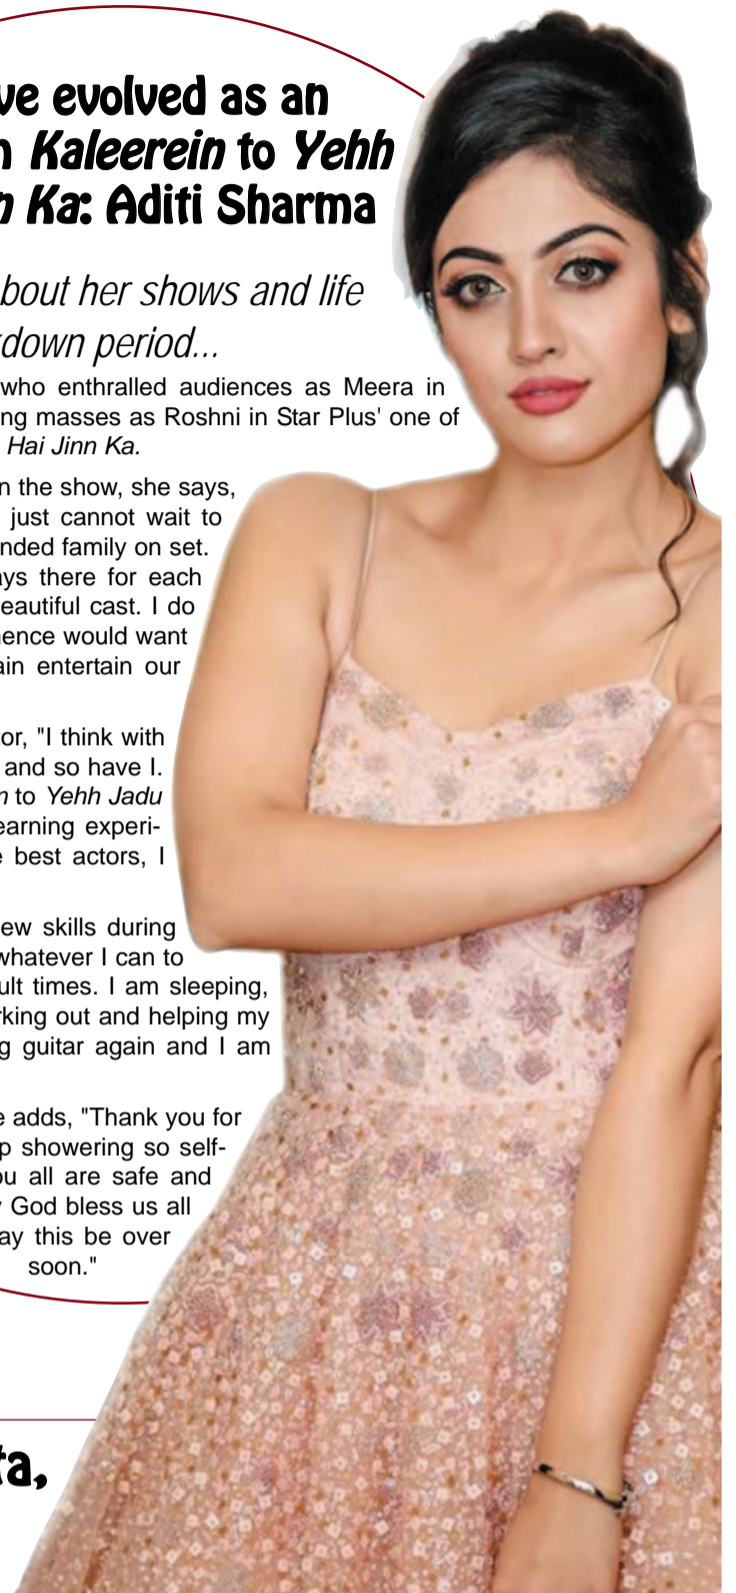 ve evolved as an
n Kaleerein to Yehh
n Ka: Aditi Sharma
bout her shows and life
down period...
who enthralled audiences as Meera in
ng masses as Roshni in Star Plus' one of
Hai Jinn Ka.
n the show, she says,
just cannot wait to
nded family on set.
ays there for each
eautiful cast. I do
ience would want
ain entertain our
or, "I think with
and so have I.
n to Yehh Jadu
earning experi-
e best actors, I
ew skills during
whatever I can to
ult times. I am sleeping,
rking out and helping my
g guitar again and I am
e adds, "Thank you for
p showering so self-
ou all are safe and
y God bless us all
ay this be over
soon."
ta,